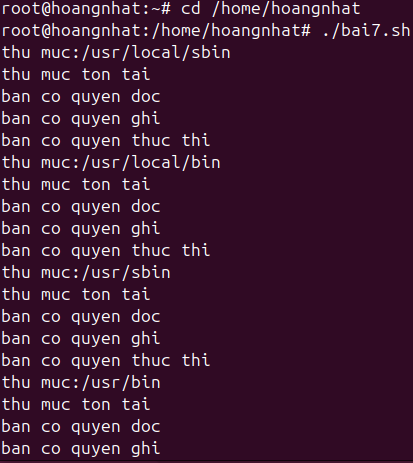 root@hoangnhat:~# cd /home/hoangnhat
root@hoangnhat:/home/hoangnhat# ./bai7.sh
thu muc:/usr/local/sbin
thu muc ton tai
ban co quyen doc
ban co quyen ghi
ban co quyen thuc thi
thu muc:/usr/local/bin
thu muc ton tai
ban co quyen doc
ban co quyen ghi
ban co quyen thuc thi
thu muc:/usr/sbin
thu muc ton tai
ban co quyen doc
ban co quyen ghi
ban co quyen thuc thi
thu muc:/usr/bin
thu muc ton tai
ban co quyen doc
ban co quyen ghi